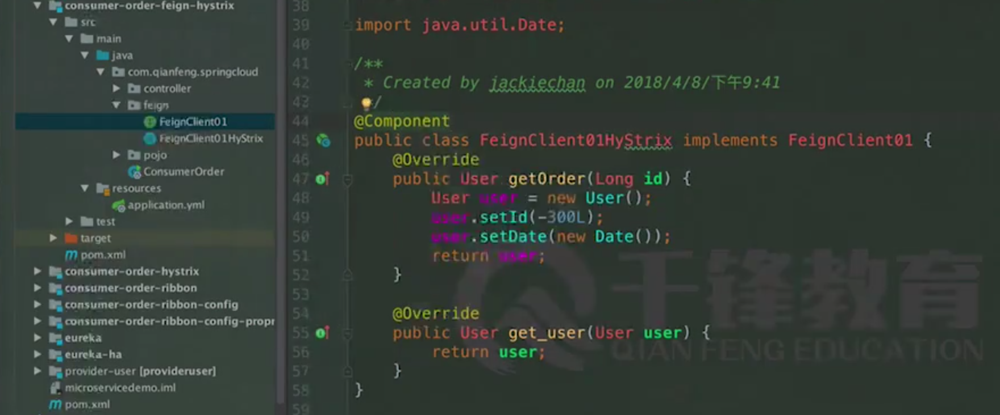 consumer-order-feign-hystrix
src
main
java
com.qianfeng.springcloud
controller
feign
FeignClient01
FeignClient01HyStrix
pojo
ConsumerOrder
resources
application.yml
test
target
pom.xml
consumer-order-hystrix
consumer-order-ribbon
consumer-order-ribbon-config
consumer-order-ribbon-config-propr
eureka
eureka-ha
provider-user [provideruser]
microservicedemo.iml
pom.xml
38
39 import java.util.Date;
40
41 /**
42 * Created by jackiechan on 2018/4/8/下午9:41
43 */
44 @Component
45 public class FeignClient01HyStrix implements FeignClient01 {
46 @Override
47 public User getOrder(Long id) {
48 User user = new User();
49 user.setId(-300L);
50 user.setDate(new Date());
51 return user;
52 }
53
54 @Override
55 public User get_user(User user) {
56 return user;
57 }
58 }
59
千锋教育
QIAN FENG EDUCATION